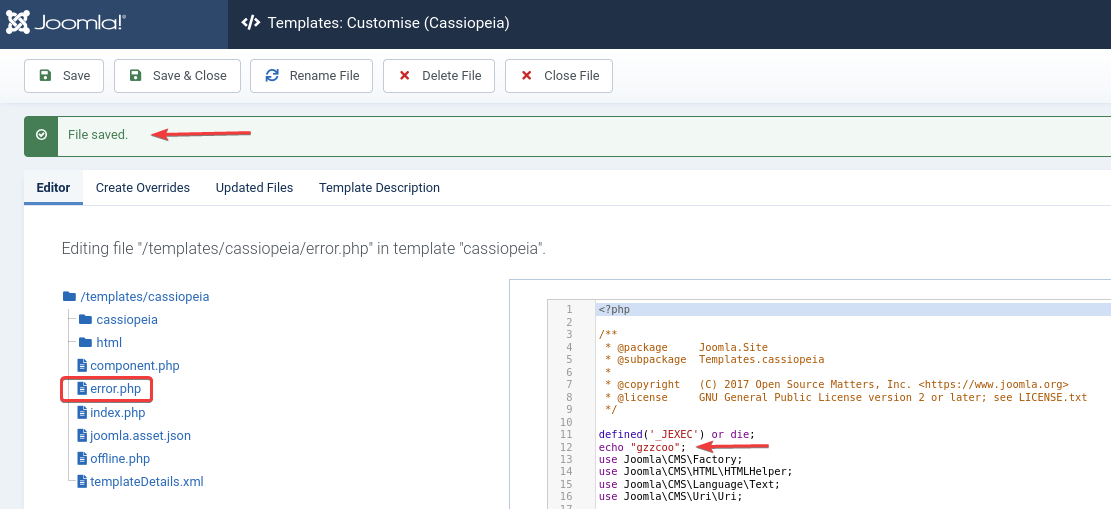 Joomla!® Templates: Customise (Cassiopeia)
Save Save & Close Rename File Delete File Close File
File saved.
Editor Create Overrides Updated Files Template Description
Editing file "/templates/cassiopeia/error.php" in template "cassiopeia".
/templates/cassiopeia
cassiopeia
html
component.php
error.php
index.php
joomla.asset.json
offline.php
templateDetails.xml
1 <?php
2
3 /**
4 * @package Joomla.Site
5 * @subpackage Templates.cassiopeia
6 *
7 * @copyright (C) 2017 Open Source Matters, Inc. <https://www.joomla.org>
8 * @license GNU General Public License version 2 or later; see LICENSE.txt
9 */
10
11 defined('_JEXEC') or die;
12 echo "gzzcoo";
13 use Joomla\CMS\Factory;
14 use Joomla\CMS\HTML\HTMLHelper;
15 use Joomla\CMS\Language\Text;
16 use Joomla\CMS\Uri\Uri;
17